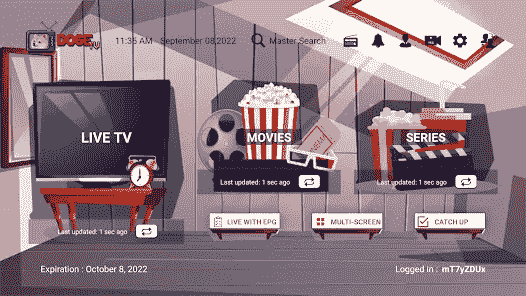 DOGE TV
11:35 AM - September 08,2022
Master Search
LIVE TV
MOVIES
SERIES
CINEMA
Last updated: 1 sec ago
Last updated: 1 sec ago
Last updated: 1 sec ago
LIVE WITH EPG
MULTI-SCREEN
CATCH UP
Expiration : October 8, 2022
Logged in : mT7yZDUx